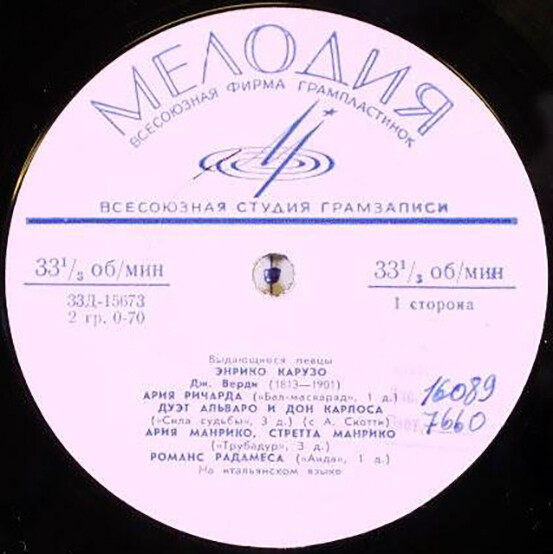 МЕЛОДИЯ
ВСЕСОЮЗНАЯ ФИРМА ГРАМПЛАСТИНОК
ВСЕСОЮЗНАЯ СТУДИЯ ГРАМЗАПИСИ
33¹/₃ об/мин
33Д-15673
2 гр. 0-70
33¹/₃ об/мин
I сторона
Выдающиеся певцы
ЭНРИКО КАРУЗО
Дж. Верди (1813—1901)
АРИЯ РИЧАРДА («Бал-маскарад», 1 д.)
ДУЭТ АЛЬВАРО И ДОН КАРЛОСА
(«Сила судьбы», 3 д.) (с А. Скотти)
АРИЯ МАНРИКО, СТРЕТТА МАНРИКО
(«Трубадур», 3 д.)
РОМАНС РАДАМЕСА («Аида», 1 д.)
На итальянском языке
16089
7660